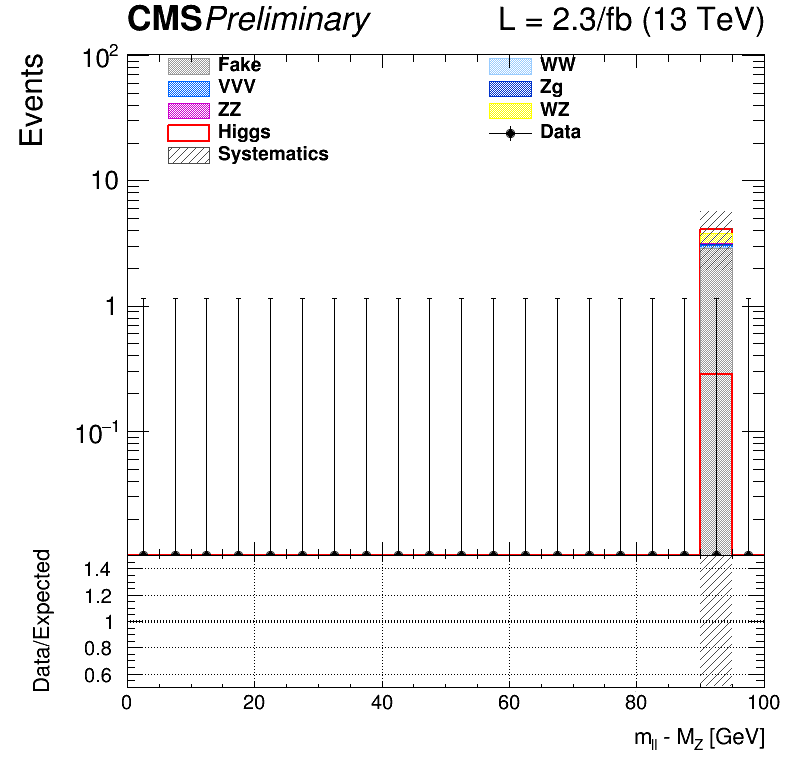 CMSPreliminary L = 2.3/fb (13 TeV)
Events
10²
10
1
10⁻¹
Fake WW
VVV Zg
ZZ WZ
Higgs Data
Systematics
Data/Expected
1.4
1.2
1
0.8
0.6
0 20 40 60 80 100
m_ll - M_Z [GeV]